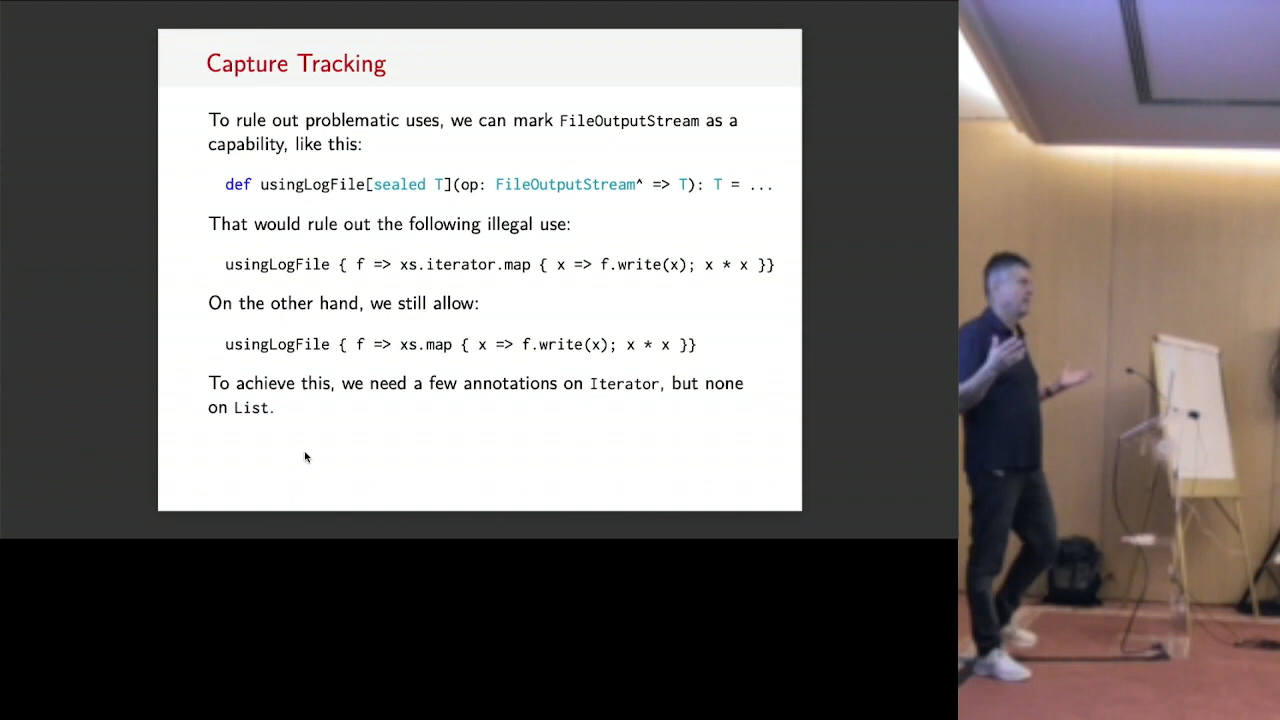 Capture Tracking
To rule out problematic uses, we can mark FileOutputStream as a
capability, like this:
def usingLogFile[sealed T](op: FileOutputStream^ => T): T = ...
That would rule out the following illegal use:
usingLogFile { f => xs.iterator.map { x => f.write(x); x * x }}
On the other hand, we still allow:
usingLogFile { f => xs.map { x => f.write(x); x * x }}
To achieve this, we need a few annotations on Iterator, but none
on List.